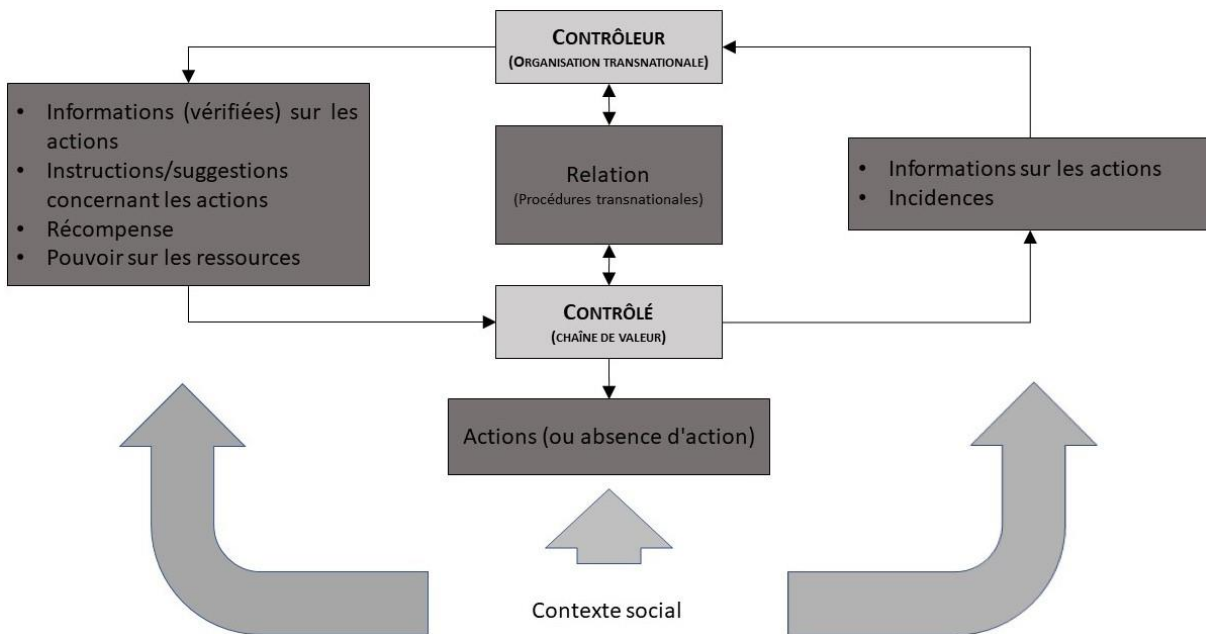 CONTRÔLEUR
(ORGANISATION TRANSNATIONALE)
• Informations (vérifiées) sur les
actions
• Instructions/suggestions
concernant les actions
• Récompense
• Pouvoir sur les ressources
Relation
(Procédures transnationales)
• Informations sur les actions
• Incidences
CONTRÔLÉ
(CHAÎNE DE VALEUR)
Actions (ou absence d'action)
Contexte social